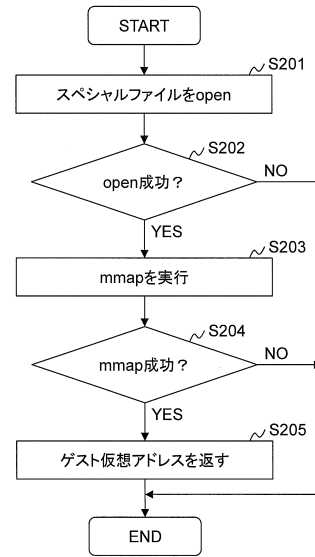 START
S201
スペシャルファイルをopen
S202
open成功？
NO
YES
S203
mmapを実行
S204
mmap成功？
NO
YES
S205
ゲスト仮想アドレスを返す
END